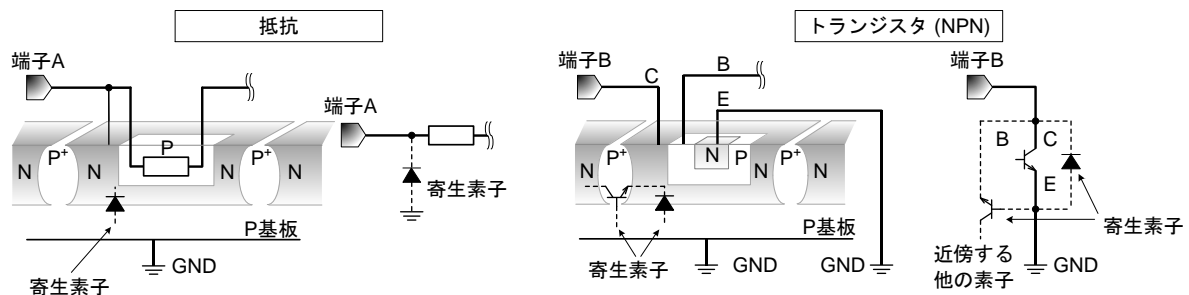 抵抗
端子A
N
P+
N
P
N
P+
N
P基板
GND
寄生素子
端子A
寄生素子
トランジスタ (NPN)
端子B
C
B
E
N
P+
N
N
P
N
P+
N
P基板
寄生素子
GND
GND
端子B
B
C
E
寄生素子
近傍する
他の素子
GND